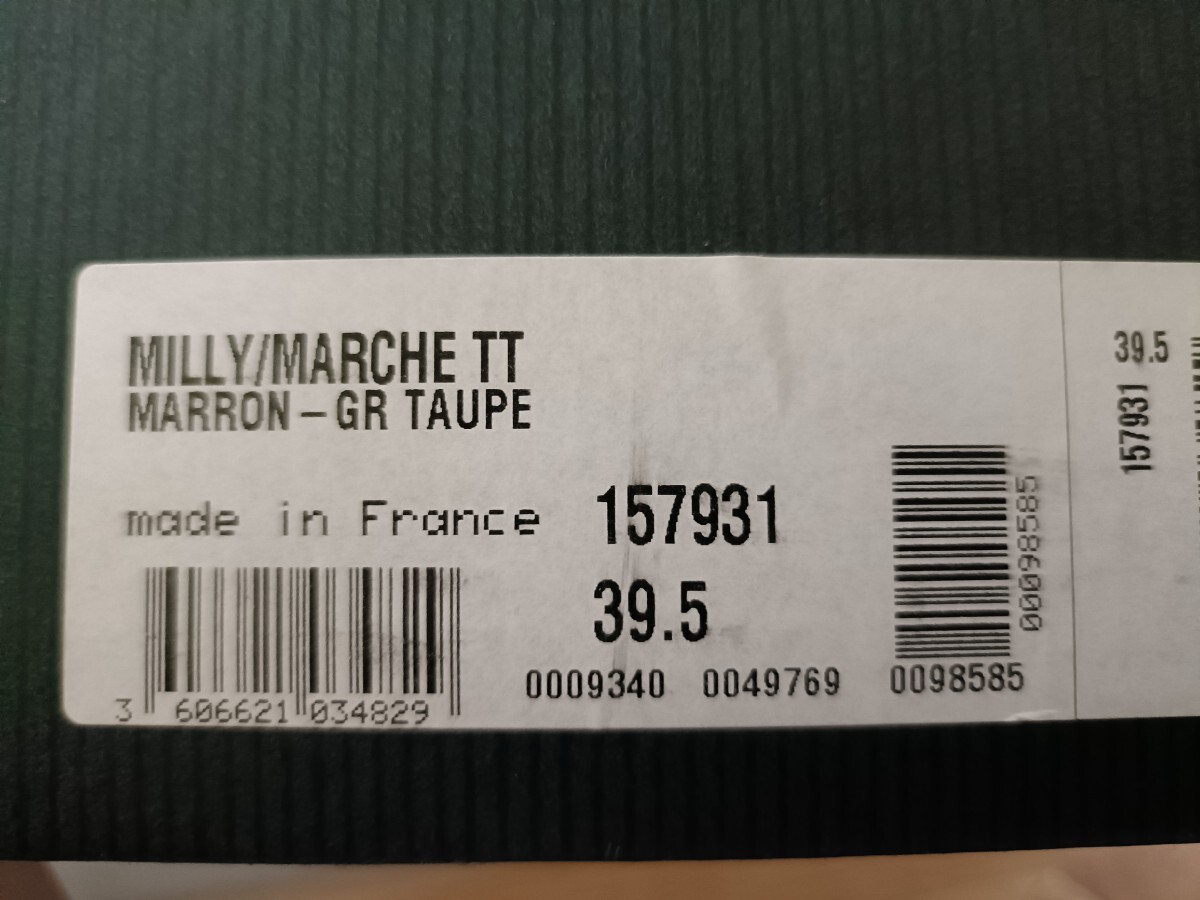 MILLY/MARCHE TT
MARRON – GR TAUPE
made in France 157931
39.5
0009340 0049769 0098585
3 606621 034829
00098585
39.5
157931